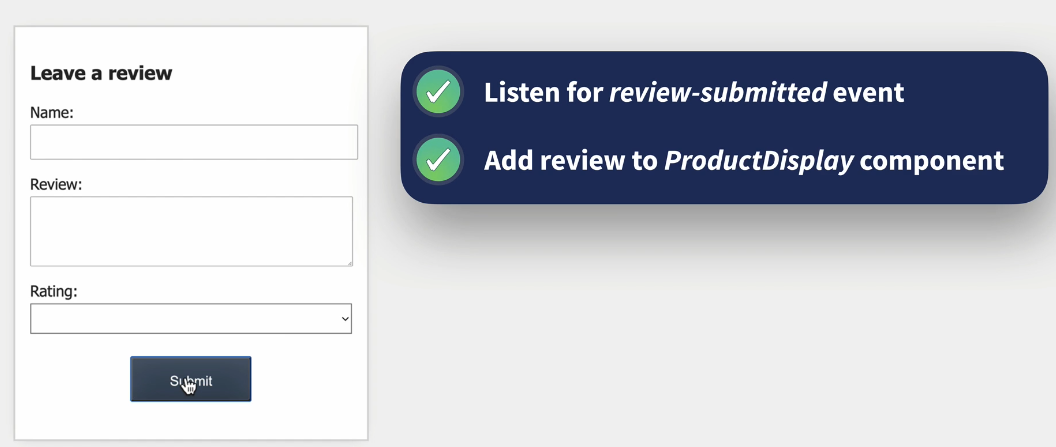 Leave a review
Name:
Review:
Rating:
Submit
Listen for review-submitted event
Add review to ProductDisplay component